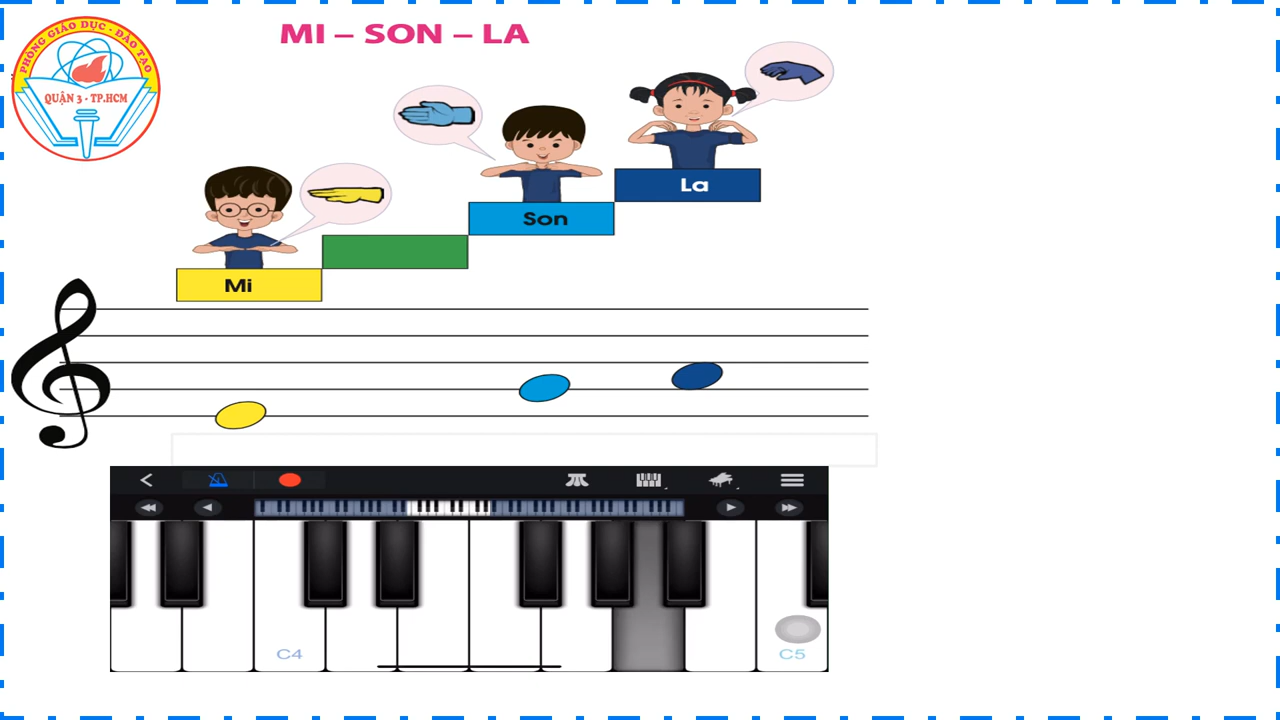 MI – SON – LA
PHÒNG GIÁO DỤC - ĐÀO TẠO
QUẬN 3 - TP.HCM
La
Son
Mi
C4
C5